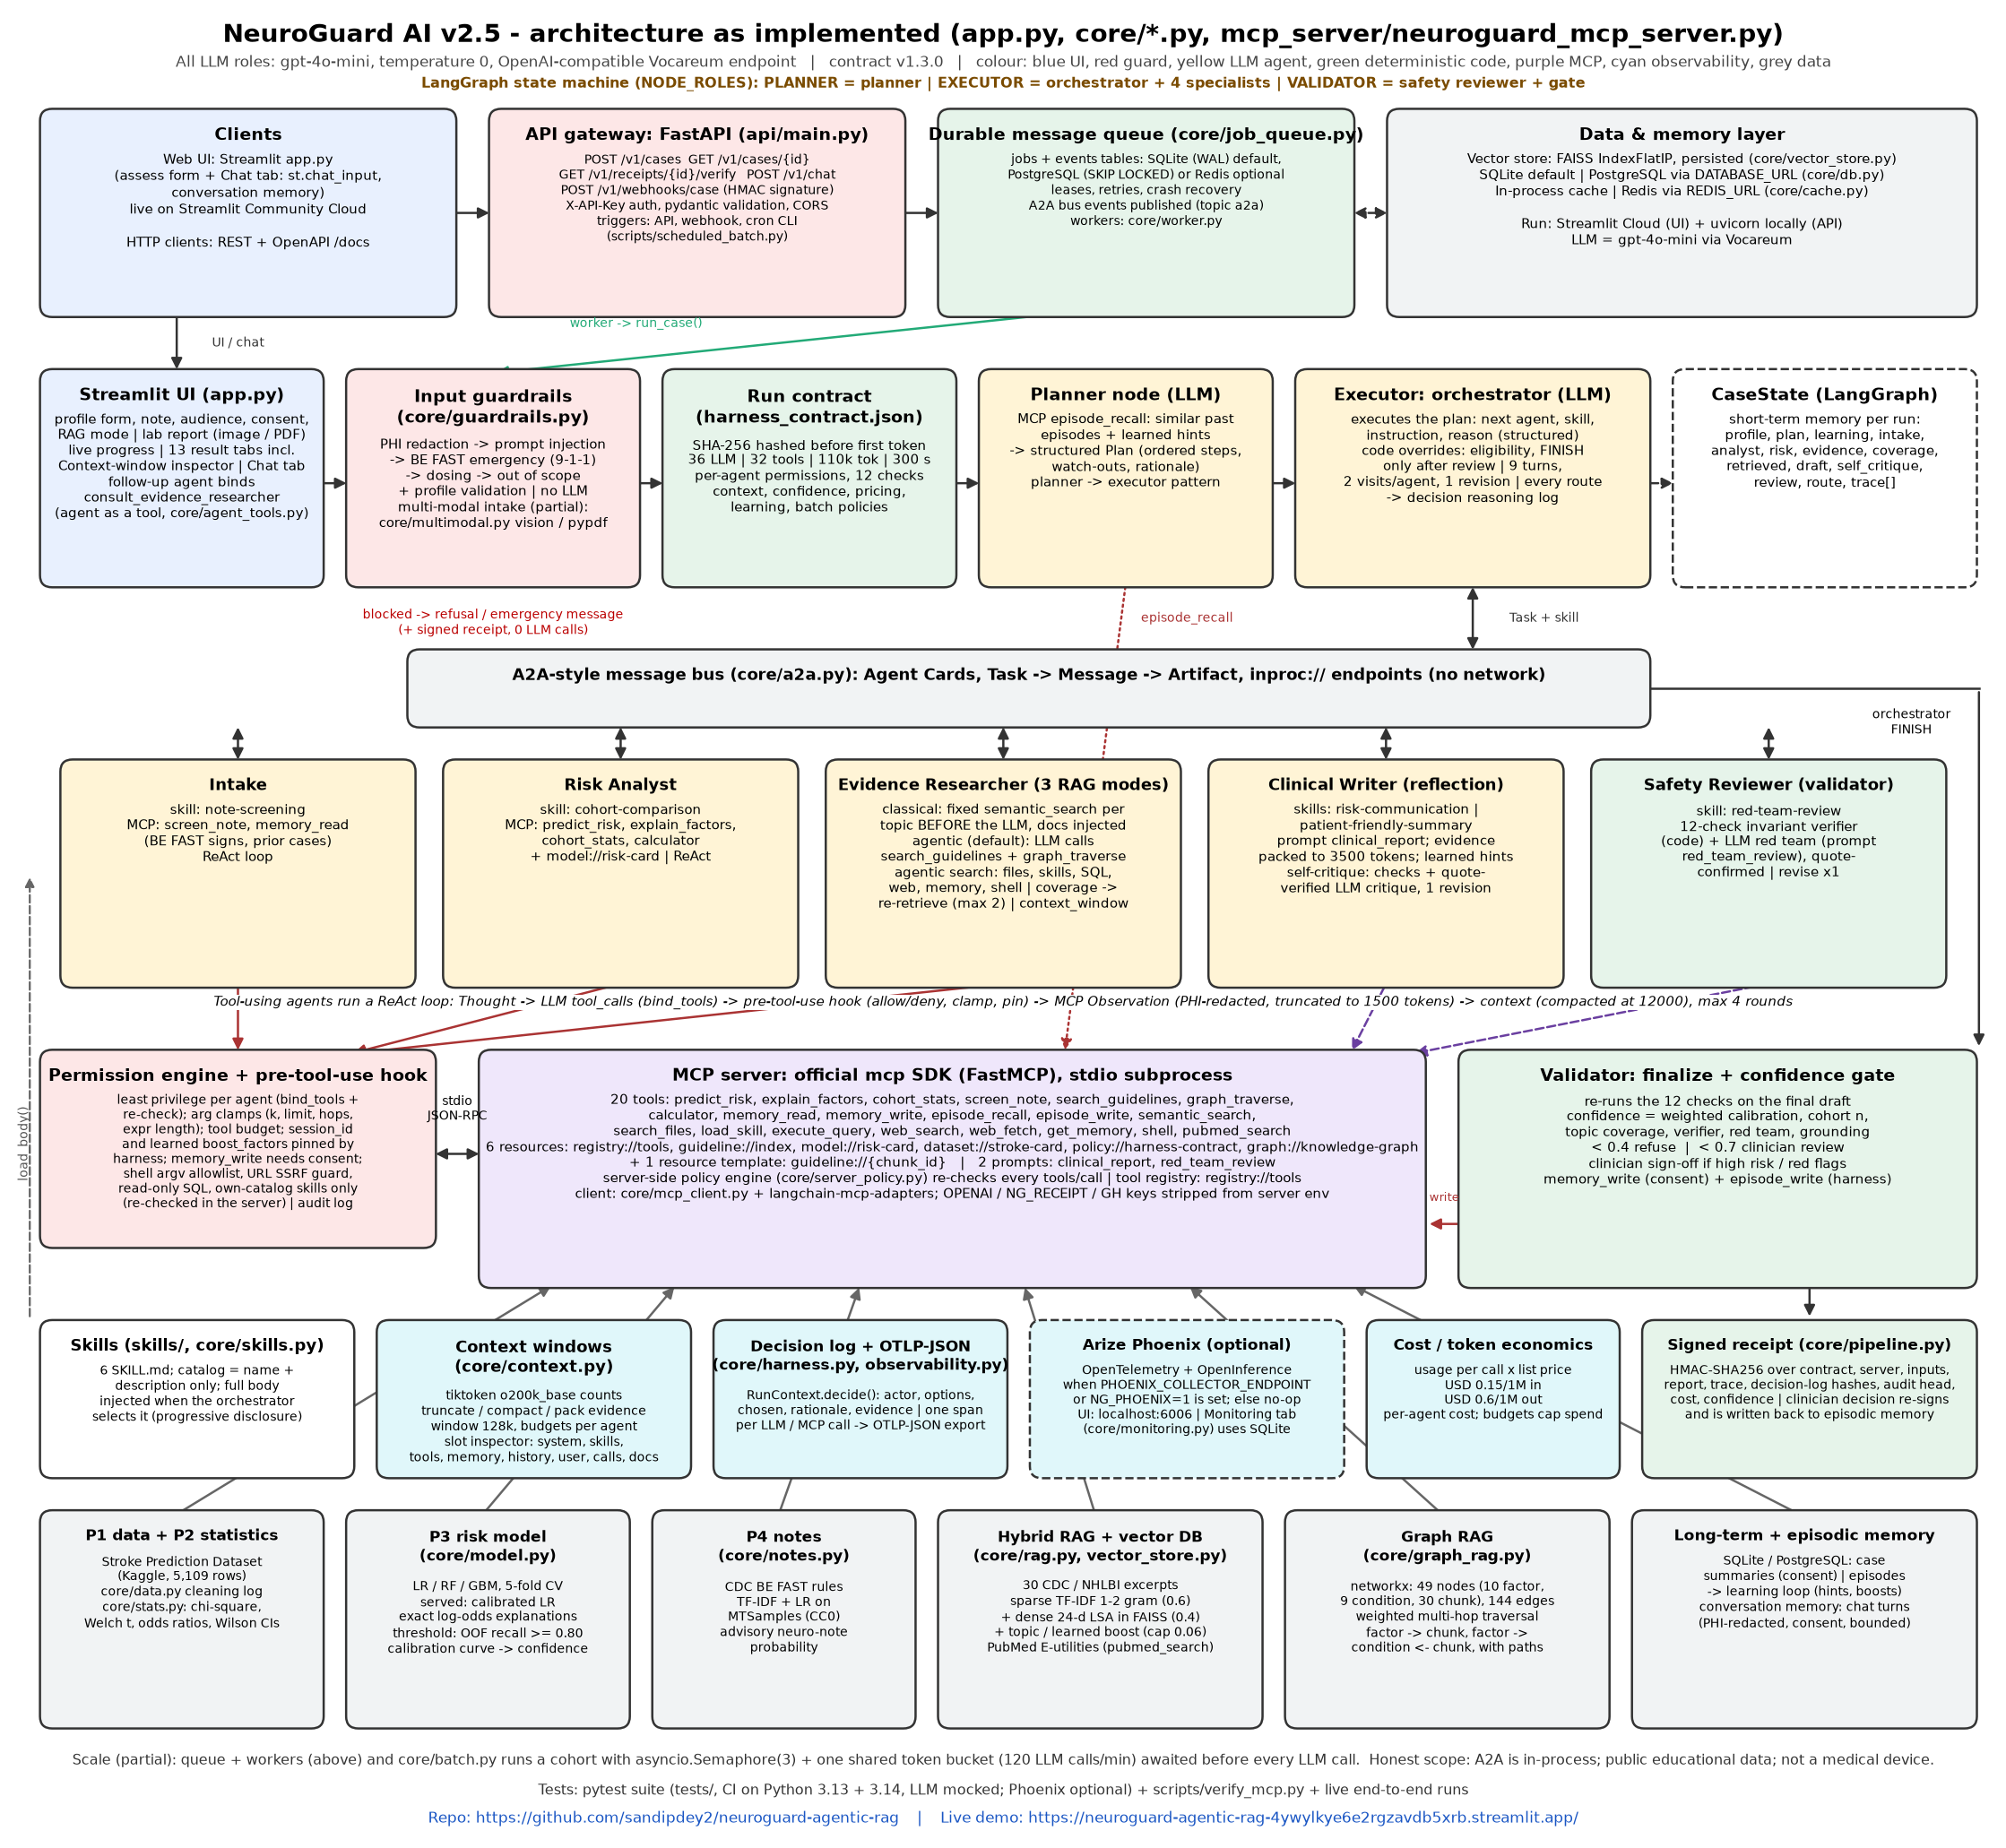 NeuroGuard AI v2.5 - architecture as implemented (app.py, core/*.py, mcp_server/neuroguard_mcp_server.py)
All LLM roles: gpt-4o-mini, temperature 0, OpenAI-compatible Vocareum endpoint | contract v1.3.0 | colour: blue UI, red guard, yellow LLM agent, green deterministic code, purple MCP, cyan observability, grey data
LangGraph state machine (NODE_ROLES): PLANNER = planner | EXECUTOR = orchestrator + 4 specialists | VALIDATOR = safety reviewer + gate
Clients
Web UI: Streamlit app.py
(assess form + Chat tab: st.chat_input,
conversation memory)
live on Streamlit Community Cloud
HTTP clients: REST + OpenAPI /docs
API gateway: FastAPI (api/main.py)
POST /v1/cases GET /v1/cases/{id}
GET /v1/receipts/{id}/verify POST /v1/chat
POST /v1/webhooks/case (HMAC signature)
X-API-Key auth, pydantic validation, CORS
triggers: API, webhook, cron CLI
(scripts/scheduled_batch.py)
Durable message queue (core/job_queue.py)
jobs + events tables: SQLite (WAL) default,
PostgreSQL (SKIP LOCKED) or Redis optional
leases, retries, crash recovery
A2A bus events published (topic a2a)
workers: core/worker.py
Data & memory layer
Vector store: FAISS IndexFlatIP, persisted (core/vector_store.py)
SQLite default | PostgreSQL via DATABASE_URL (core/db.py)
In-process cache | Redis via REDIS_URL (core/cache.py)
Run: Streamlit Cloud (UI) + uvicorn locally (API)
LLM = gpt-4o-mini via Vocareum
worker -> run_case()
UI / chat
Streamlit UI (app.py)
profile form, note, audience, consent,
RAG mode | lab report (image / PDF)
live progress | 13 result tabs incl.
Context-window inspector | Chat tab
follow-up agent binds
consult_evidence_researcher
(agent as a tool, core/agent_tools.py)
Input guardrails
(core/guardrails.py)
PHI redaction -> prompt injection
-> BE FAST emergency (9-1-1)
-> dosing -> out of scope
+ profile validation | no LLM
multi-modal intake (partial):
core/multimodal.py vision / pypdf
Run contract
(harness_contract.json)
SHA-256 hashed before first token
36 LLM | 32 tools | 110k tok | 300 s
per-agent permissions, 12 checks
context, confidence, pricing,
learning, batch policies
Planner node (LLM)
MCP episode_recall: similar past
episodes + learned hints
-> structured Plan (ordered steps,
watch-outs, rationale)
planner -> executor pattern
Executor: orchestrator (LLM)
executes the plan: next agent, skill,
instruction, reason (structured)
code overrides: eligibility, FINISH
only after review | 9 turns,
2 visits/agent, 1 revision | every route
-> decision reasoning log
CaseState (LangGraph)
short-term memory per run:
profile, plan, learning, intake,
analyst, risk, evidence, coverage,
retrieved, draft, self_critique,
review, route, trace[]
blocked -> refusal / emergency message
(+ signed receipt, 0 LLM calls)
episode_recall
Task + skill
A2A-style message bus (core/a2a.py): Agent Cards, Task -> Message -> Artifact, inproc:// endpoints (no network)
orchestrator
FINISH
Intake
skill: note-screening
MCP: screen_note, memory_read
(BE FAST signs, prior cases)
ReAct loop
Risk Analyst
skill: cohort-comparison
MCP: predict_risk, explain_factors,
cohort_stats, calculator
+ model://risk-card | ReAct
Evidence Researcher (3 RAG modes)
classical: fixed semantic_search per
topic BEFORE the LLM, docs injected
agentic (default): LLM calls
search_guidelines + graph_traverse
agentic search: files, skills, SQL,
web, memory, shell | coverage ->
re-retrieve (max 2) | context_window
Clinical Writer (reflection)
skills: risk-communication |
patient-friendly-summary
prompt clinical_report; evidence
packed to 3500 tokens; learned hints
self-critique: checks + quote-
verified LLM critique, 1 revision
Safety Reviewer (validator)
skill: red-team-review
12-check invariant verifier
(code) + LLM red team (prompt
red_team_review), quote-
confirmed | revise x1
Tool-using agents run a ReAct loop: Thought -> LLM tool_calls (bind_tools) -> pre-tool-use hook (allow/deny, clamp, pin) -> MCP Observation (PHI-redacted, truncated to 1500 tokens) -> context (compacted at 12000), max 4 rounds
load_body()
Permission engine + pre-tool-use hook
least privilege per agent (bind_tools +
re-check); arg clamps (k, limit, hops,
expr length); tool budget; session_id
and learned boost_factors pinned by
harness; memory_write needs consent;
shell argv allowlist, URL SSRF guard,
read-only SQL, own-catalog skills only
(re-checked in the server) | audit log
stdio
JSON-RPC
MCP server: official mcp SDK (FastMCP), stdio subprocess
20 tools: predict_risk, explain_factors, cohort_stats, screen_note, search_guidelines, graph_traverse,
calculator, memory_read, memory_write, episode_recall, episode_write, semantic_search,
search_files, load_skill, execute_query, web_search, web_fetch, get_memory, shell, pubmed_search
6 resources: registry://tools, guideline://index, model://risk-card, dataset://stroke-card, policy://harness-contract, graph://knowledge-graph
+ 1 resource template: guideline://{chunk_id} | 2 prompts: clinical_report, red_team_review
server-side policy engine (core/server_policy.py) re-checks every tools/call | tool registry: registry://tools
client: core/mcp_client.py + langchain-mcp-adapters; OPENAI / NG_RECEIPT / GH keys stripped from server env
write
Validator: finalize + confidence gate
re-runs the 12 checks on the final draft
confidence = weighted calibration, cohort n,
topic coverage, verifier, red team, grounding
< 0.4 refuse | < 0.7 clinician review
clinician sign-off if high risk / red flags
memory_write (consent) + episode_write (harness)
Skills (skills/, core/skills.py)
6 SKILL.md; catalog = name +
description only; full body
injected when the orchestrator
selects it (progressive disclosure)
Context windows
(core/context.py)
tiktoken o200k_base counts
truncate / compact / pack evidence
window 128k, budgets per agent
slot inspector: system, skills,
tools, memory, history, user, calls, docs
Decision log + OTLP-JSON
(core/harness.py, observability.py)
RunContext.decide(): actor, options,
chosen, rationale, evidence | one span
per LLM / MCP call -> OTLP-JSON export
Arize Phoenix (optional)
OpenTelemetry + OpenInference
when PHOENIX_COLLECTOR_ENDPOINT
or NG_PHOENIX=1 is set; else no-op
UI: localhost:6006 | Monitoring tab
(core/monitoring.py) uses SQLite
Cost / token economics
usage per call x list price
USD 0.15/1M in
USD 0.6/1M out
per-agent cost; budgets cap spend
Signed receipt (core/pipeline.py)
HMAC-SHA256 over contract, server, inputs,
report, trace, decision-log hashes, audit head,
cost, confidence | clinician decision re-signs
and is written back to episodic memory
P1 data + P2 statistics
Stroke Prediction Dataset
(Kaggle, 5,109 rows)
core/data.py cleaning log
core/stats.py: chi-square,
Welch t, odds ratios, Wilson CIs
P3 risk model
(core/model.py)
LR / RF / GBM, 5-fold CV
served: calibrated LR
exact log-odds explanations
threshold: OOF recall >= 0.80
calibration curve -> confidence
P4 notes
(core/notes.py)
CDC BE FAST rules
TF-IDF + LR on
MTSamples (CC0)
advisory neuro-note
probability
Hybrid RAG + vector DB
(core/rag.py, vector_store.py)
30 CDC / NHLBI excerpts
sparse TF-IDF 1-2 gram (0.6)
+ dense 24-d LSA in FAISS (0.4)
+ topic / learned boost (cap 0.06)
PubMed E-utilities (pubmed_search)
Graph RAG
(core/graph_rag.py)
networkx: 49 nodes (10 factor,
9 condition, 30 chunk), 144 edges
weighted multi-hop traversal
factor -> chunk, factor ->
condition <- chunk, with paths
Long-term + episodic memory
SQLite / PostgreSQL: case
summaries (consent) | episodes
-> learning loop (hints, boosts)
conversation memory: chat turns
(PHI-redacted, consent, bounded)
Scale (partial): queue + workers (above) and core/batch.py runs a cohort with asyncio.Semaphore(3) + one shared token bucket (120 LLM calls/min) awaited before every LLM call. Honest scope: A2A is in-process; public educational data; not a medical device.
Tests: pytest suite (tests/, CI on Python 3.13 + 3.14, LLM mocked; Phoenix optional) + scripts/verify_mcp.py + live end-to-end runs
Repo: https://github.com/sandipdey2/neuroguard-agentic-rag | Live demo: https://neuroguard-agentic-rag-4ywylkye6e2rgzavdb5xrb.streamlit.app/